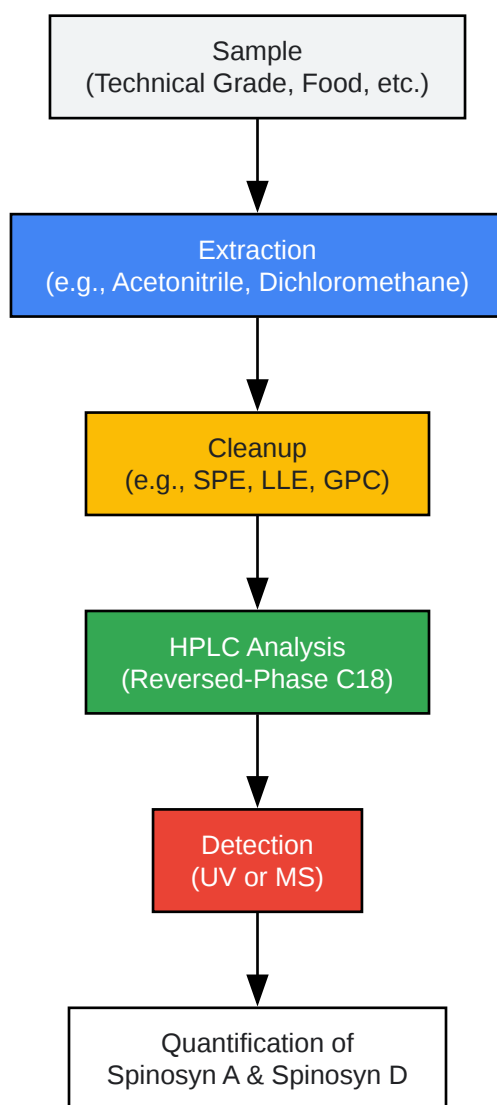 Sample
(Technical Grade, Food, etc.)
Extraction
(e.g., Acetonitrile, Dichloromethane)
Cleanup
(e.g., SPE, LLE, GPC)
HPLC Analysis
(Reversed-Phase C18)
Detection
(UV or MS)
Quantification of
Spinosyn A & Spinosyn D